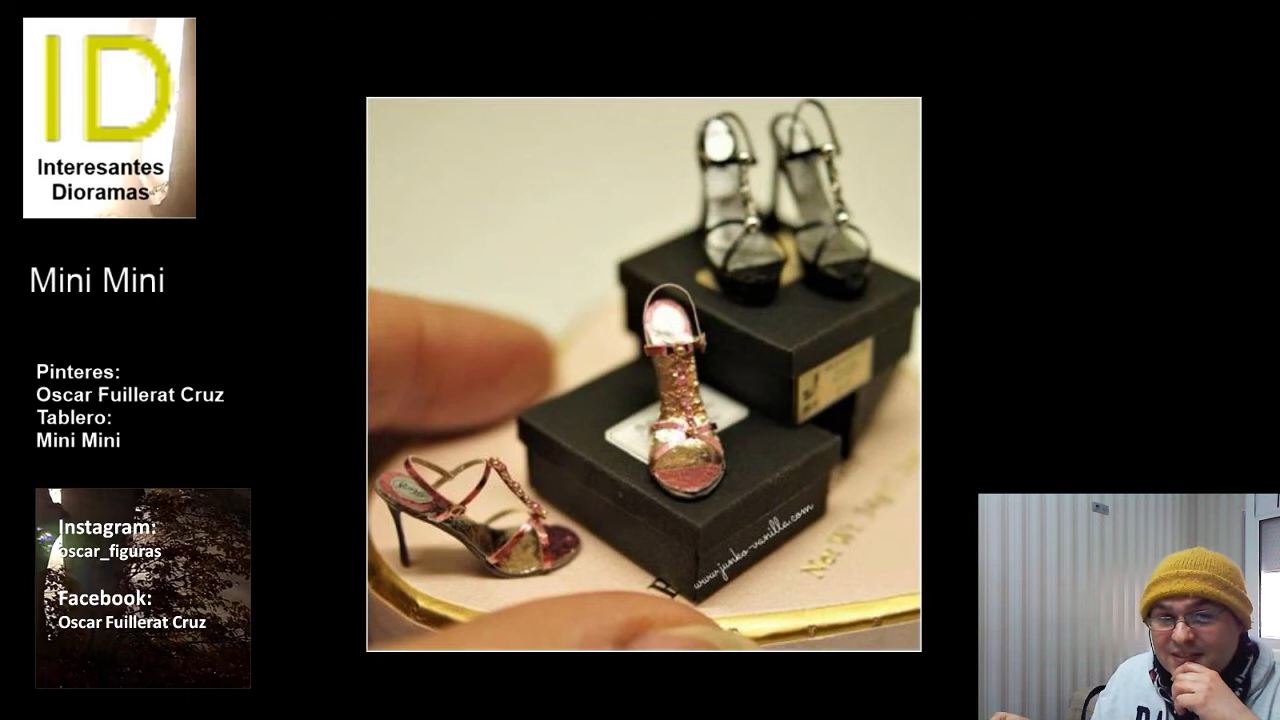 ID
Interesantes
Dioramas
Mini Mini
Pinteres:
Oscar Fuillerat Cruz
Tablero:
Mini Mini
Instagram:
oscar_figuras
Facebook:
Oscar Fuillerat Cruz
www.junko-vanilla.com